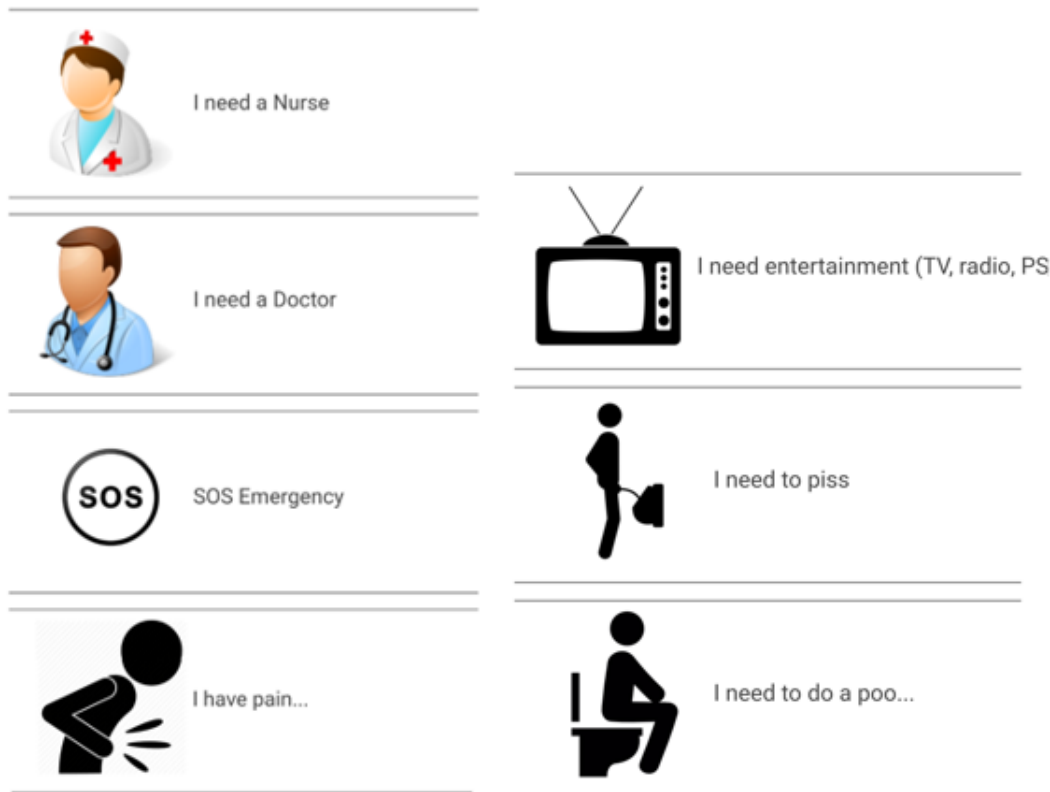 I need a Nurse
I need a Doctor
SOS
SOS Emergency
I have pain...
I need entertainment (TV, radio, PS
I need to piss
I need to do a poo...